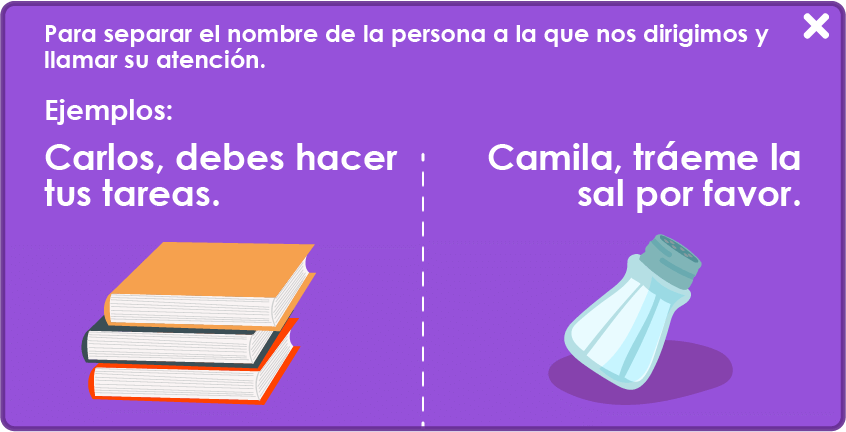 Para separar el nombre de la persona a la que nos dirigimos y
llamar su atención.
Ejemplos:
Carlos, debes hacer
tus tareas.
Camila, tráeme la
sal por favor.